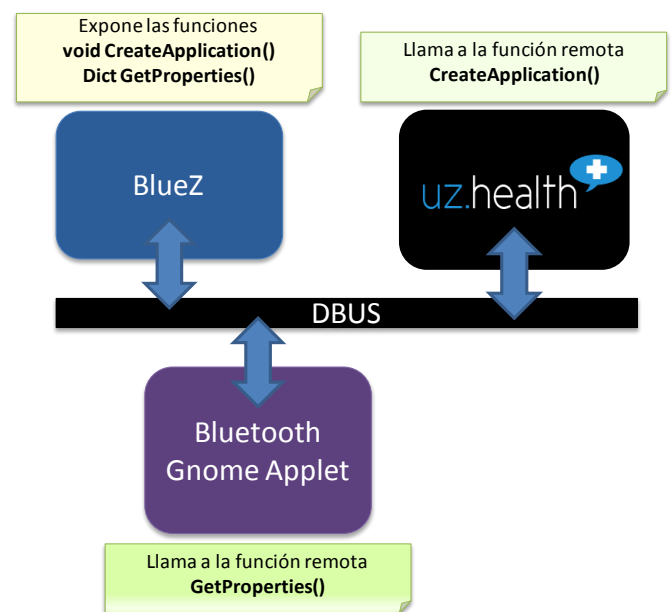 Expone las funciones
void CreateApplication()
Dict GetProperties()
Llama a la función remota
CreateApplication()
BlueZ
uz.health
DBUS
Bluetooth
Gnome Applet
Llama a la función remota
GetProperties()